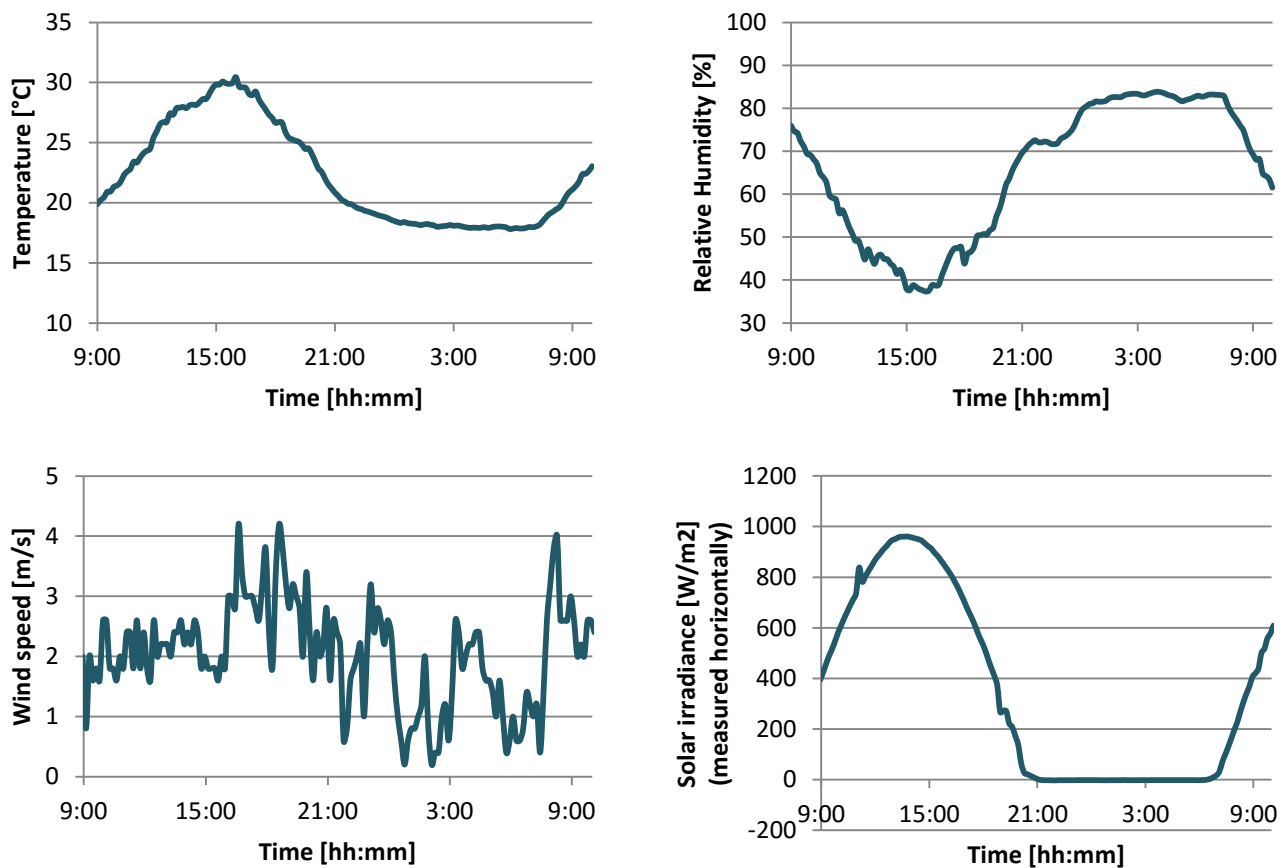 Temperature [°C]
35
30
25
20
15
10
9:00 15:00 21:00 3:00 9:00
Time [hh:mm]
Relative Humidity [%]
100
90
80
70
60
50
40
30
9:00 15:00 21:00 3:00 9:00
Time [hh:mm]
Wind speed [m/s]
5
4
3
2
1
0
9:00 15:00 21:00 3:00 9:00
Time [hh:mm]
Solar irradiance [W/m2]
(measured horizontally)
1200
1000
800
600
400
200
0
-200
9:00 15:00 21:00 3:00 9:00
Time [hh:mm]